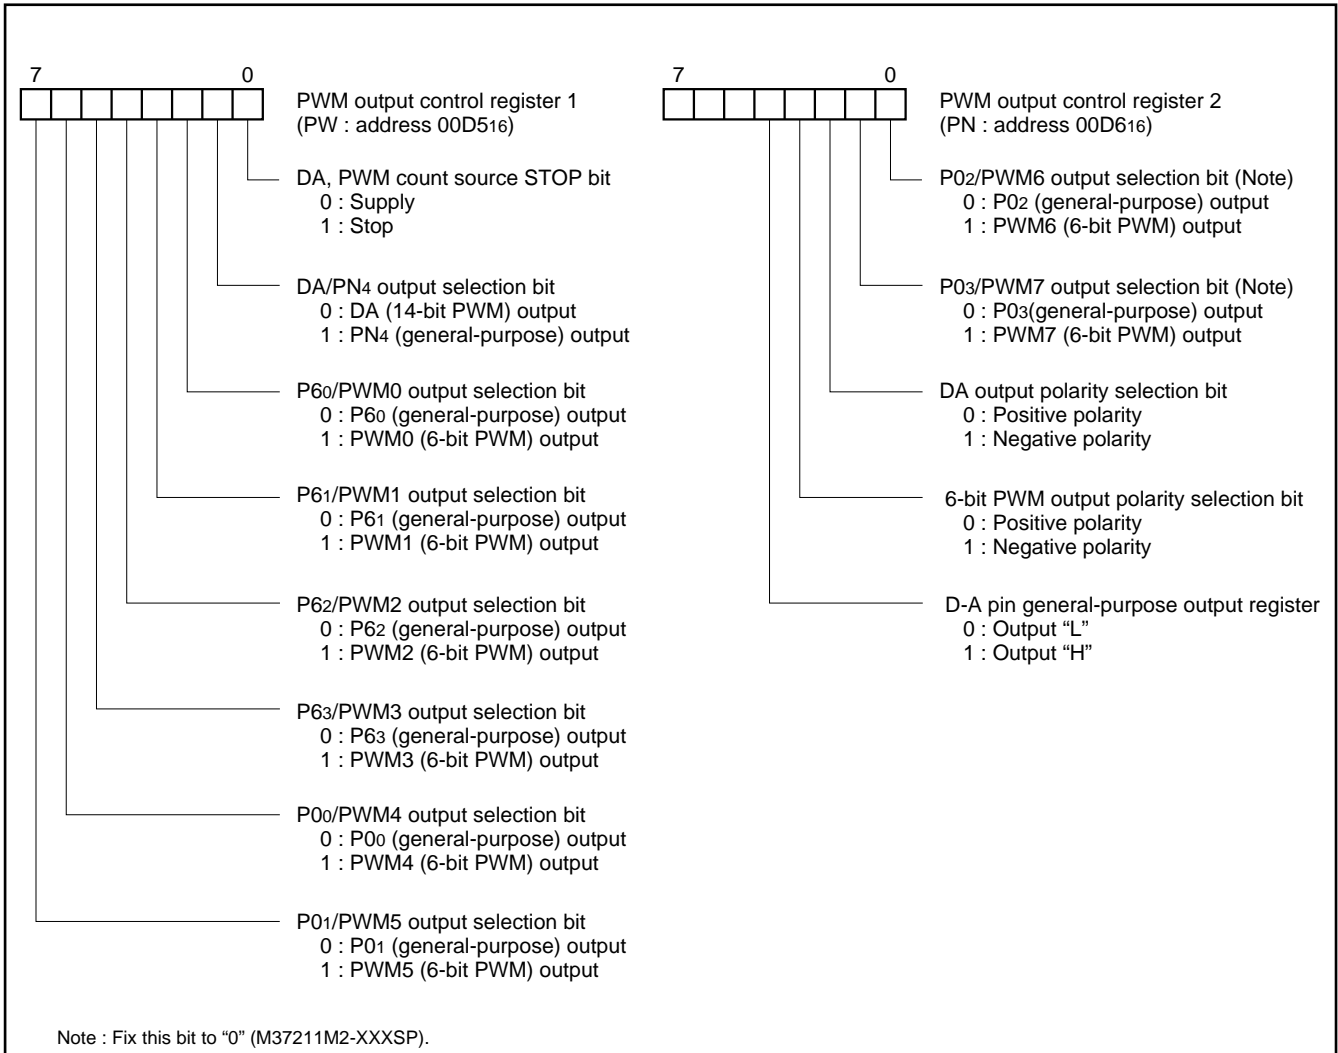 7 0
PWM output control register 1
(PW : address 00D516)
DA, PWM count source STOP bit
0 : Supply
1 : Stop
DA/PN4 output selection bit
0 : DA (14-bit PWM) output
1 : PN4 (general-purpose) output
P60/PWM0 output selection bit
0 : P60 (general-purpose) output
1 : PWM0 (6-bit PWM) output
P61/PWM1 output selection bit
0 : P61 (general-purpose) output
1 : PWM1 (6-bit PWM) output
P62/PWM2 output selection bit
0 : P62 (general-purpose) output
1 : PWM2 (6-bit PWM) output
P63/PWM3 output selection bit
0 : P63 (general-purpose) output
1 : PWM3 (6-bit PWM) output
P00/PWM4 output selection bit
0 : P00 (general-purpose) output
1 : PWM4 (6-bit PWM) output
P01/PWM5 output selection bit
0 : P01 (general-purpose) output
1 : PWM5 (6-bit PWM) output
7 0
PWM output control register 2
(PN : address 00D616)
P02/PWM6 output selection bit (Note)
0 : P02 (general-purpose) output
1 : PWM6 (6-bit PWM) output
P03/PWM7 output selection bit (Note)
0 : P03(general-purpose) output
1 : PWM7 (6-bit PWM) output
DA output polarity selection bit
0 : Positive polarity
1 : Negative polarity
6-bit PWM output polarity selection bit
0 : Positive polarity
1 : Negative polarity
D-A pin general-purpose output register
0 : Output “L”
1 : Output “H”
Note : Fix this bit to “0” (M37211M2-XXXSP).